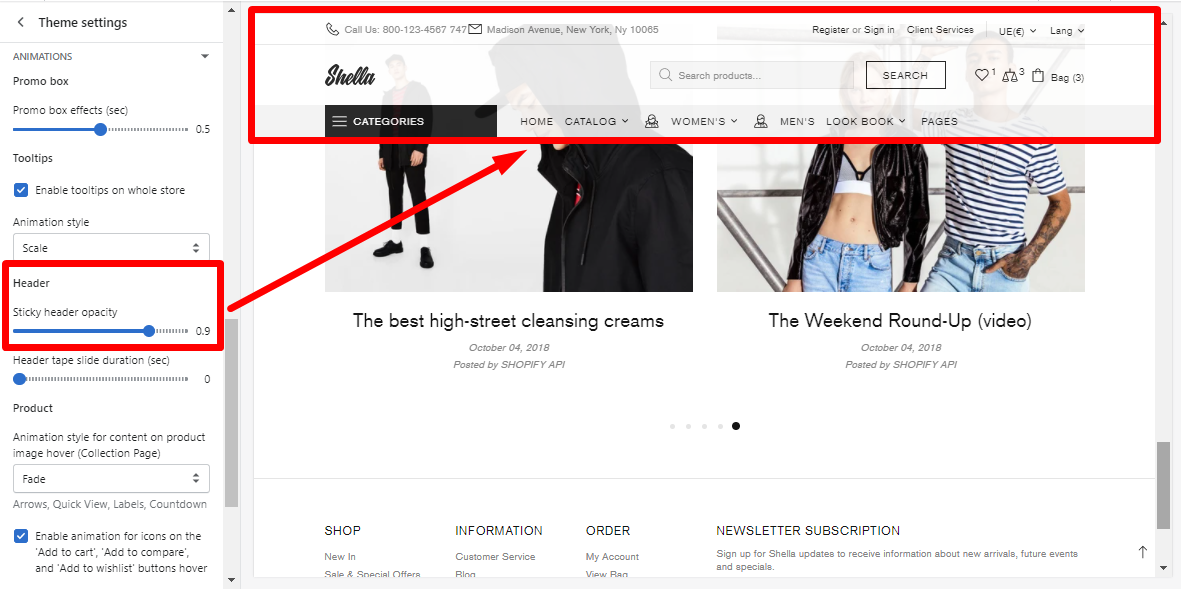 Theme settings
ANIMATIONS
Promo box
Promo box effects (sec)
0.5
Tooltips
Enable tooltips on whole store
Animation style
Scale
Header
Sticky header opacity
0.9
Header tape slide duration (sec)
0
Product
Animation style for content on product
image hover (Collection Page)
Fade
Arrows, Quick View, Labels, Countdown
Enable animation for icons on the
'Add to cart', 'Add to compare',
and 'Add to wishlist' buttons hover
Call Us: 800-123-4567 747 Madison Avenue, New York, Ny 10065
Register or Sign in Client Services UE(€) Lang
Shella
Search products...
SEARCH
1 3 Bag (3)
CATEGORIES
HOME CATALOG WOMEN'S MEN'S LOOK BOOK PAGES
The best high-street cleansing creams
October 04, 2018
Posted by SHOPIFY API
The Weekend Round-Up (video)
October 04, 2018
Posted by SHOPIFY API
SHOP
New In
Sale & Special Offers
INFORMATION
Customer Service
Blog
ORDER
My Account
View Bag
NEWSLETTER SUBSCRIPTION
Sign up for Shella updates to receive information about new arrivals, future events
and specials.